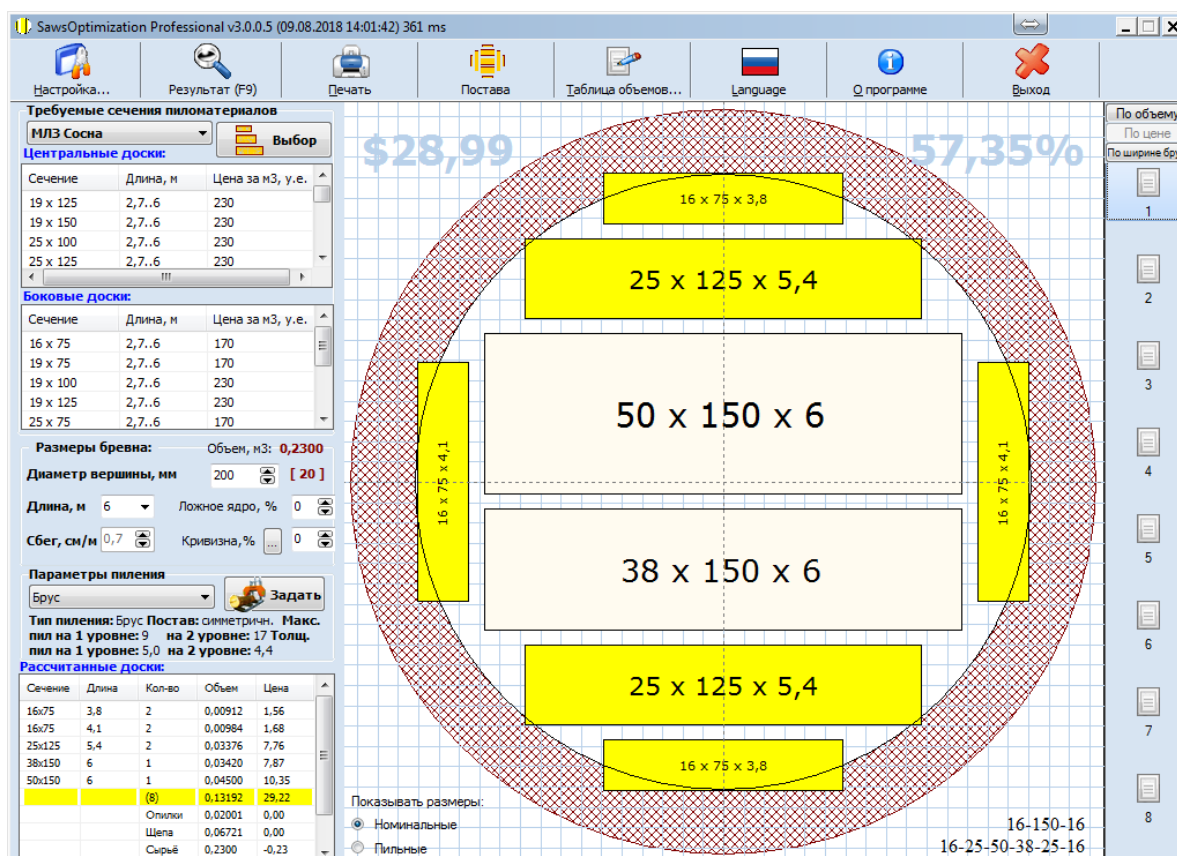 SawsOptimization Professional v3.0.0.5 (09.08.2018 14:01:42) 361 ms
Настройка... Результат (F9) Печать Постава Таблица объемов... Language О программе Выход
Требуемые сечения пиломатериалов
МЛЗ Сосна Выбор
Центральные доски:
Сечение Длина, м Цена за м3, у.е.
19 x 125 2,7..6 230
19 x 150 2,7..6 230
25 x 100 2,7..6 230
25 x 125 2,7..6 230
Боковые доски:
Сечение Длина, м Цена за м3, у.е.
16 x 75 2,7..6 170
19 x 75 2,7..6 170
19 x 100 2,7..6 230
19 x 125 2,7..6 230
25 x 75 2,7..6 170
Размеры бревна: Объем, м3: 0,2300
Диаметр вершины, мм 200 [ 20 ]
Длина, м 6 Ложное ядро, % 0
Сбег, см/м 0,7 Кривизна,% ... 0
Параметры пиления
Брус Задать
Тип пиления: Брус Постав: симметричн. Макс.
пил на 1 уровне: 9 на 2 уровне: 17 Толщ.
пил на 1 уровне: 5,0 на 2 уровне: 4,4
Рассчитанные доски:
Сечение Длина Кол-во Объем Цена
16x75 3,8 2 0,00912 1,56
16x75 4,1 2 0,00984 1,68
25x125 5,4 2 0,03376 7,76
38x150 6 1 0,03420 7,87
50x150 6 1 0,04500 10,35
(8) 0,13192 29,22
Опилки 0,02001 0,00
Щепа 0,06721 0,00
Сырьё 0,2300 -0,23
$28,99 57,35%
16 x 75 x 3,8
25 x 125 x 5,4
50 x 150 x 6
16 x 75 x 4,1
16 x 75 x 4,1
38 x 150 x 6
25 x 125 x 5,4
16 x 75 x 3,8
Показывать размеры:
Номинальные
Пильные
16-150-16
16-25-50-38-25-16
По объему
По цене
По ширине бру
1
2
3
4
5
6
7
8